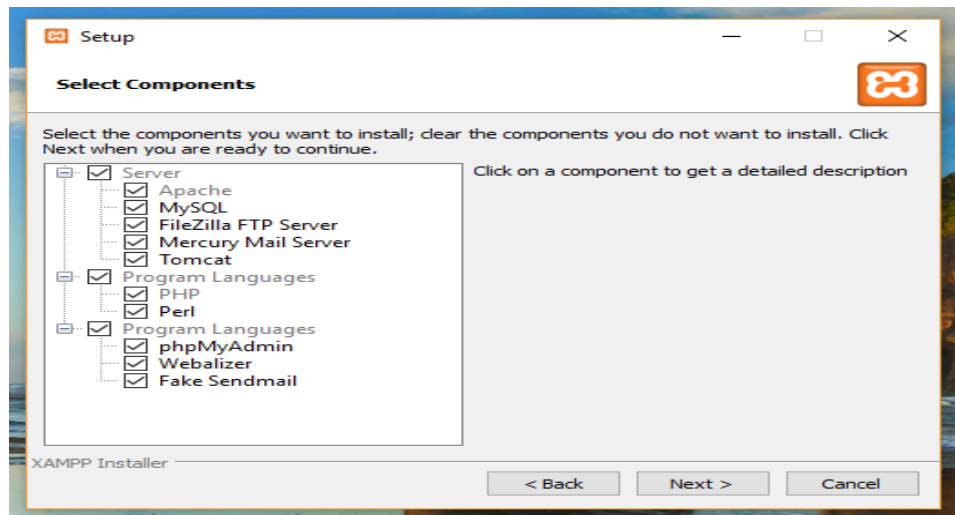 Setup
Select Components
Select the components you want to install; clear the components you do not want to install. Click
Next when you are ready to continue.
Server
Apache
MySQL
FileZilla FTP Server
Mercury Mail Server
Tomcat
Program Languages
PHP
Perl
Program Languages
phpMyAdmin
Webalizer
Fake Sendmail
Click on a component to get a detailed description
XAMPP Installer
< Back
Next >
Cancel